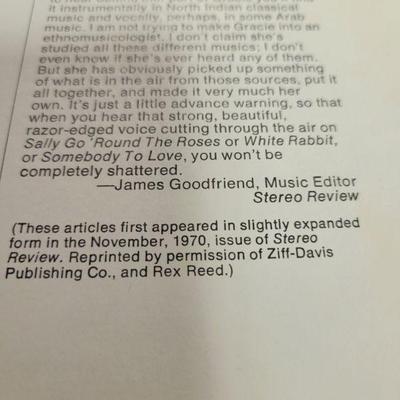 it instrumentally in North Indian classical
music and vocally, perhaps, in some Arab
music. I am not trying to make Gracie into an
ethnomusicologist. I don't claim she's
studied all these different musics; I don't
even know if she's ever heard any of them.
But she has obviously picked up something
of what is in the air from those sources, put it
all together, and made it very much her
own. It's just a little advance warning, so that
when you hear that strong, beautiful,
razor-edged voice cutting through the air on
Sally Go 'Round The Roses or White Rabbit,
or Somebody To Love, you won't be
completely shattered.
—James Goodfriend, Music Editor
Stereo Review
(These articles first appeared in slightly expanded
form in the November, 1970, issue of Stereo
Review. Reprinted by permission of Ziff-Davis
Publishing Co., and Rex Reed.)